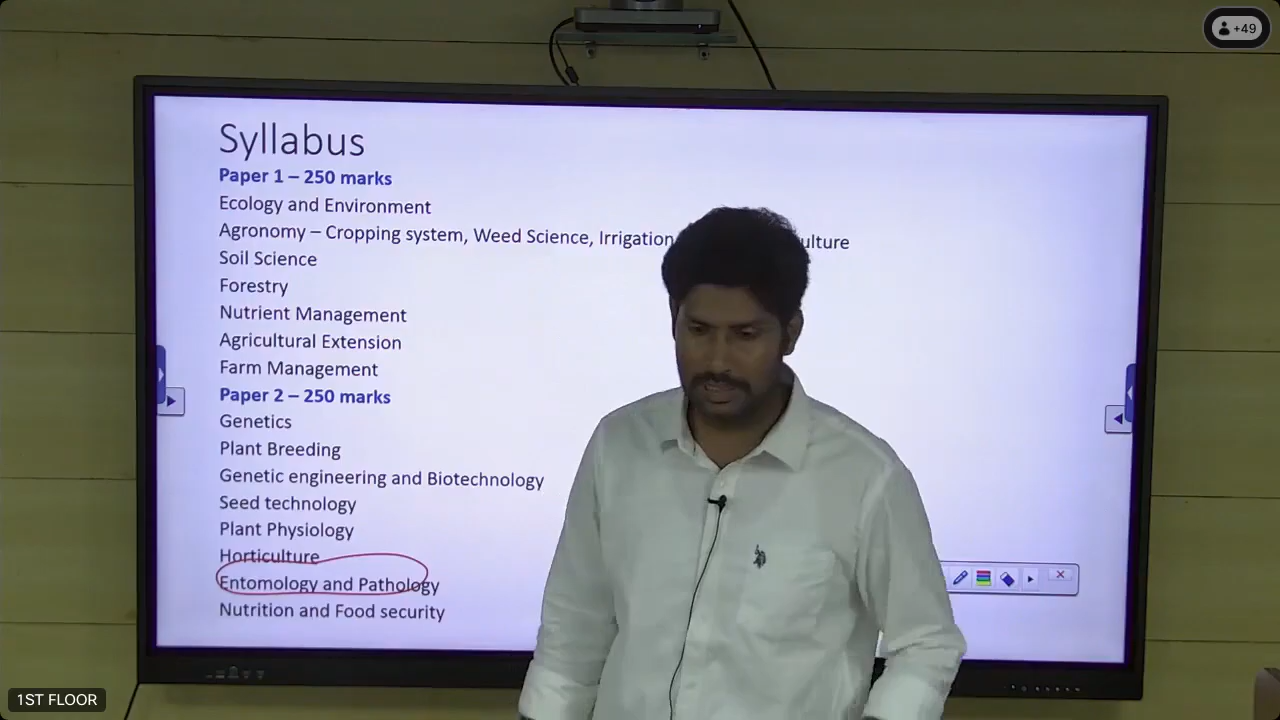 +49
Syllabus
Paper 1 – 250 marks
Ecology and Environment
Agronomy – Cropping system, Weed Science, Irrigation
Soil Science
Forestry
Nutrient Management
Agricultural Extension
Farm Management
Paper 2 – 250 marks
Genetics
Plant Breeding
Genetic engineering and Biotechnology
Seed technology
Plant Physiology
Horticulture
Entomology and Pathology
Nutrition and Food security
1ST FLOOR